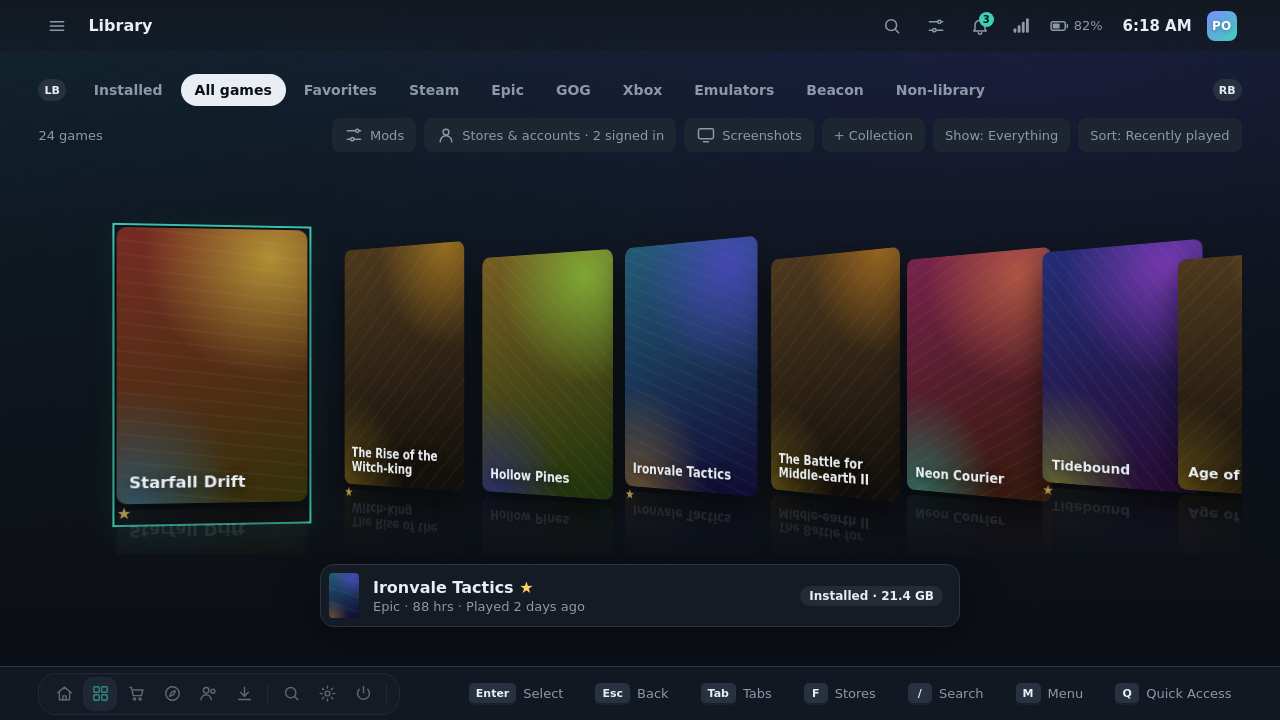 Library
3
82%
6:18 AM
PO
LB
Installed
All games
Favorites
Steam
Epic
GOG
Xbox
Emulators
Beacon
Non-library
RB
24 games
Mods
Stores & accounts · 2 signed in
Screenshots
+ Collection
Show: Everything
Sort: Recently played
Starfall Drift
The Rise of the
Witch-king
Hollow Pines
Ironvale Tactics
The Battle for
Middle-earth II
Neon Courier
Tidebound
Age of
Ironvale Tactics ★
Epic · 88 hrs · Played 2 days ago
Installed · 21.4 GB
Enter Select
Esc Back
Tab Tabs
F Stores
/ Search
M Menu
Q Quick Access